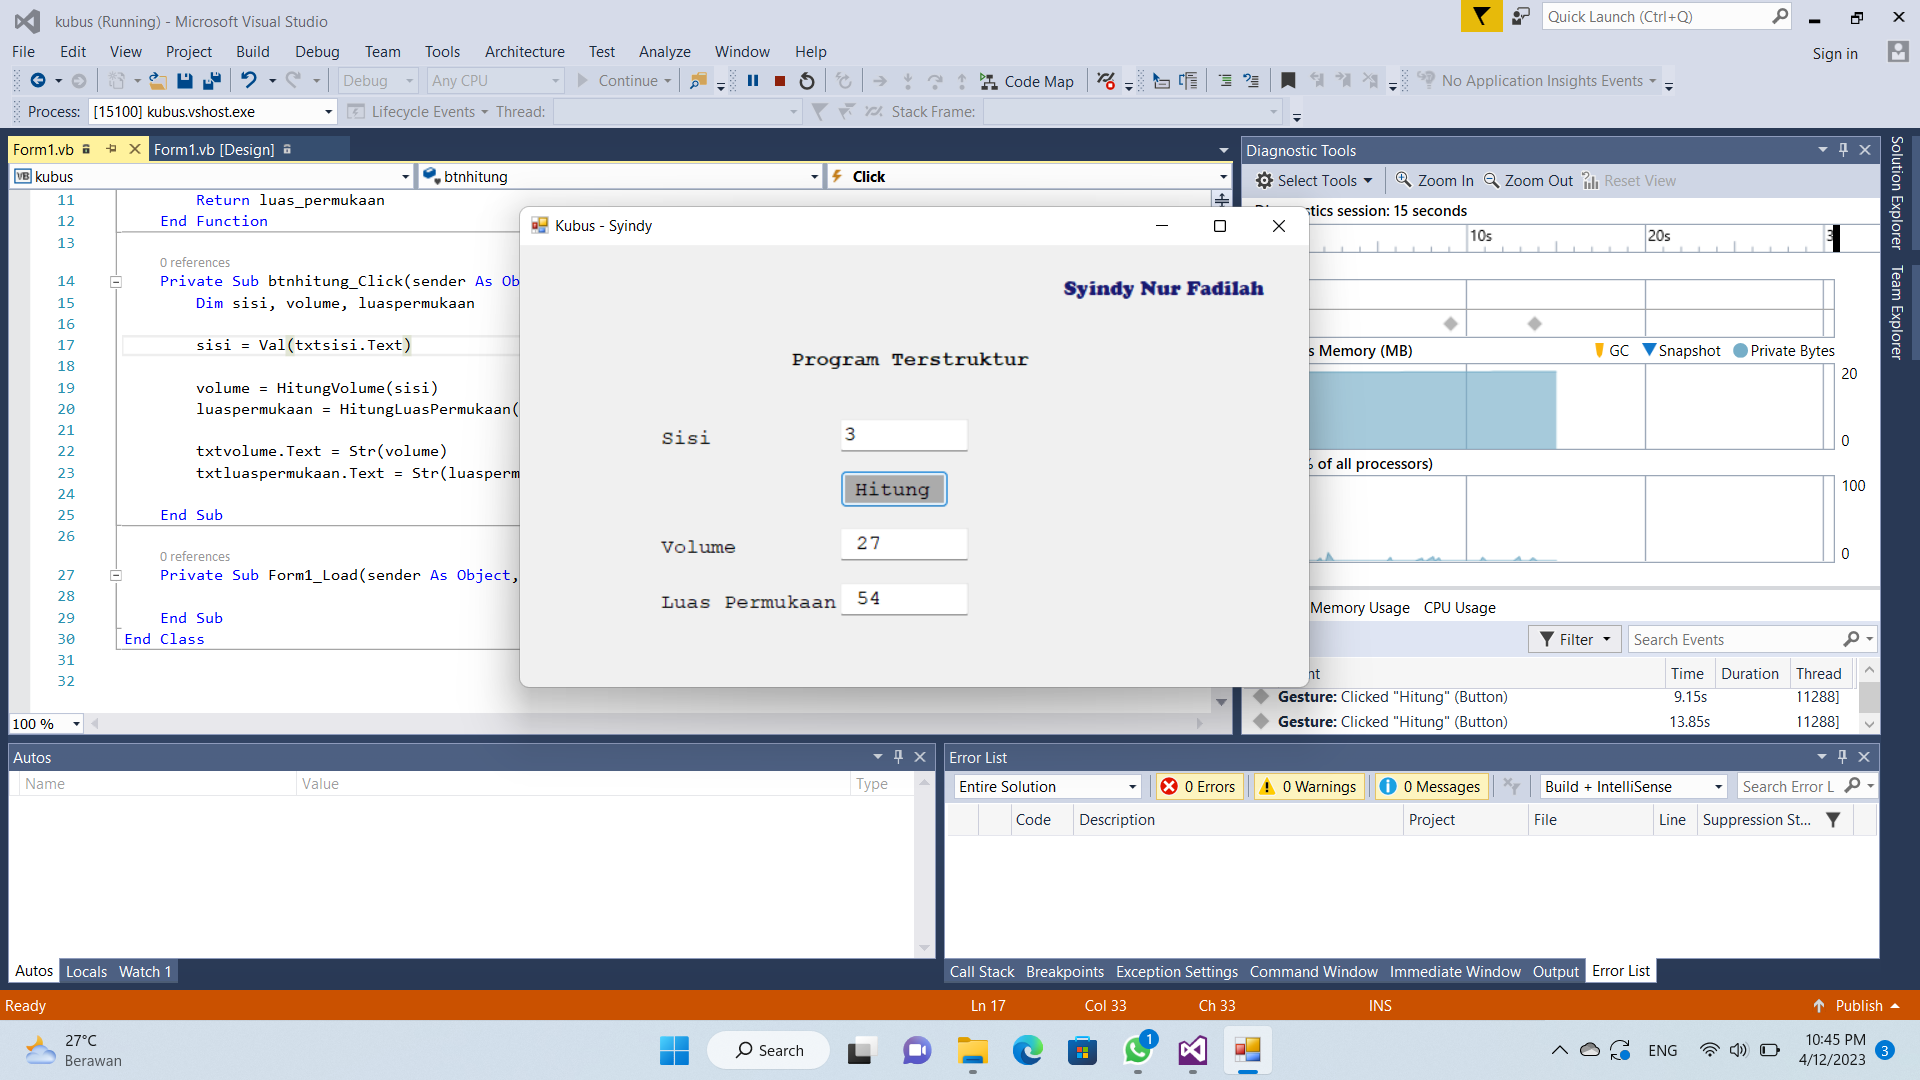 kubus (Running) - Microsoft Visual Studio
Quick Launch (Ctrl+Q)
File Edit View Project Build Debug Team Tools Architecture Test Analyze Window Help
Sign in
Debug Any CPU Continue Code Map No Application Insights Events
Process: [15100] kubus.vshost.exe Lifecycle Events Thread: Stack Frame:
Form1.vb Form1.vb [Design]
kubus btnhitung Click
11 Return luas_permukaan
12 End Function
13
0 references
14 Private Sub btnhitung_Click(sender As Ob
15 Dim sisi, volume, luaspermukaan
16
17 sisi = Val(txtsisi.Text)
18
19 volume = HitungVolume(sisi)
20 luaspermukaan = HitungLuasPermukaan(
21
22 txtvolume.Text = Str(volume)
23 txtluaspermukaan.Text = Str(luasperm
24
25 End Sub
26
0 references
27 Private Sub Form1_Load(sender As Object,
28
29 End Sub
30 End Class
31
32
100 %
Kubus - Syindy
Syindy Nur Fadilah
Program Terstruktur
Sisi 3
Hitung
Volume 27
Luas Permukaan 54
Diagnostic Tools
Select Tools Zoom In Zoom Out Reset View
tics session: 15 seconds
10s 20s 3
s Memory (MB) GC Snapshot Private Bytes
20
0
% of all processors)
100
0
Memory Usage CPU Usage
Filter Search Events
nt Time Duration Thread
Gesture: Clicked "Hitung" (Button) 9.15s 11288]
Gesture: Clicked "Hitung" (Button) 13.85s 11288]
Solution Explorer
Team Explorer
Autos
Name Value Type
Autos Locals Watch 1
Error List
Entire Solution 0 Errors 0 Warnings 0 Messages Build + IntelliSense Search Error L
Code Description Project File Line Suppression St...
Call Stack Breakpoints Exception Settings Command Window Immediate Window Output Error List
Ready Ln 17 Col 33 Ch 33 INS Publish
27°C
Berawan
Search
1
ENG
10:45 PM
4/12/2023
3